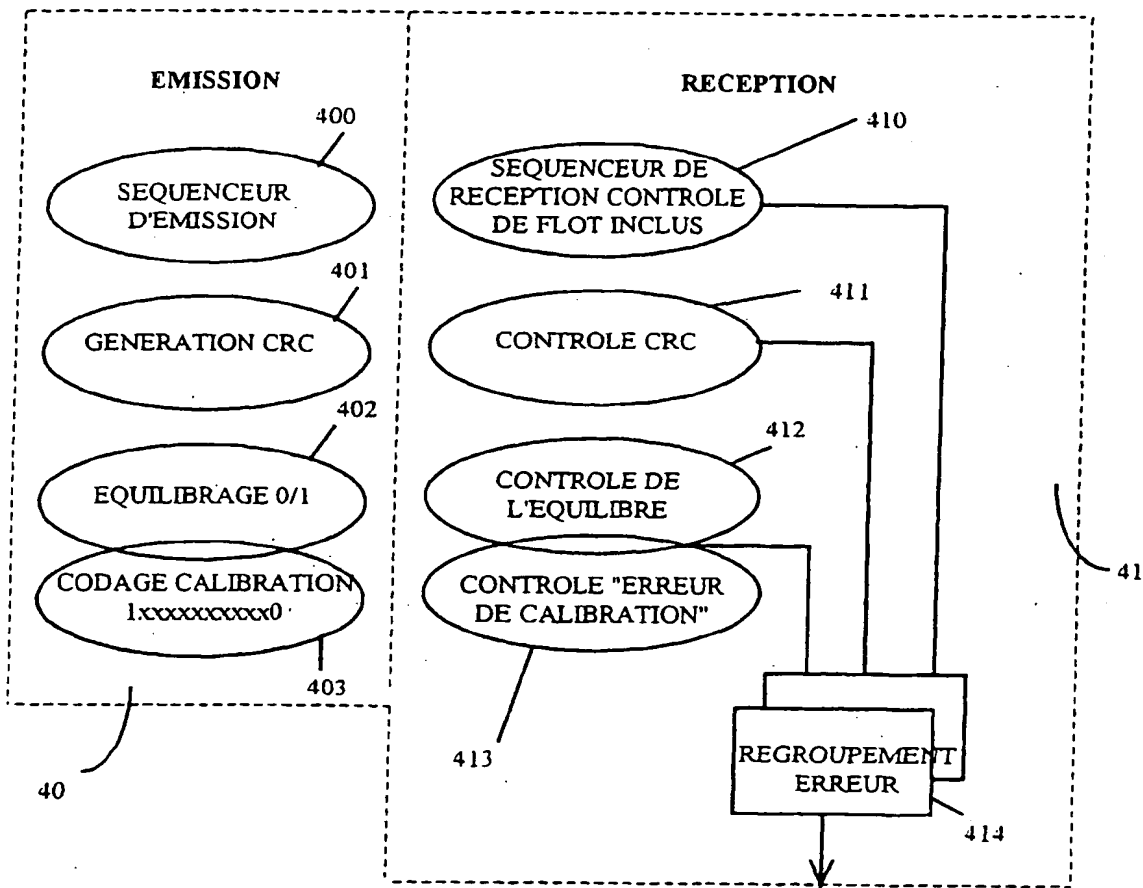 EMISSION
400
SEQUENCEUR
D'EMISSION
401
GENERATION CRC
402
EQUILIBRAGE 0/1
CODAGE CALIBRATION
1xxxxxxxxxx0
403
40
RECEPTION
410
SEQUENCEUR DE
RECEPTION CONTROLE
DE FLOT INCLUS
411
CONTROLE CRC
412
CONTROLE DE
L'EQUILIBRE
CONTROLE "ERREUR
DE CALIBRATION"
413
41
REGROUPEMENT
ERREUR
414